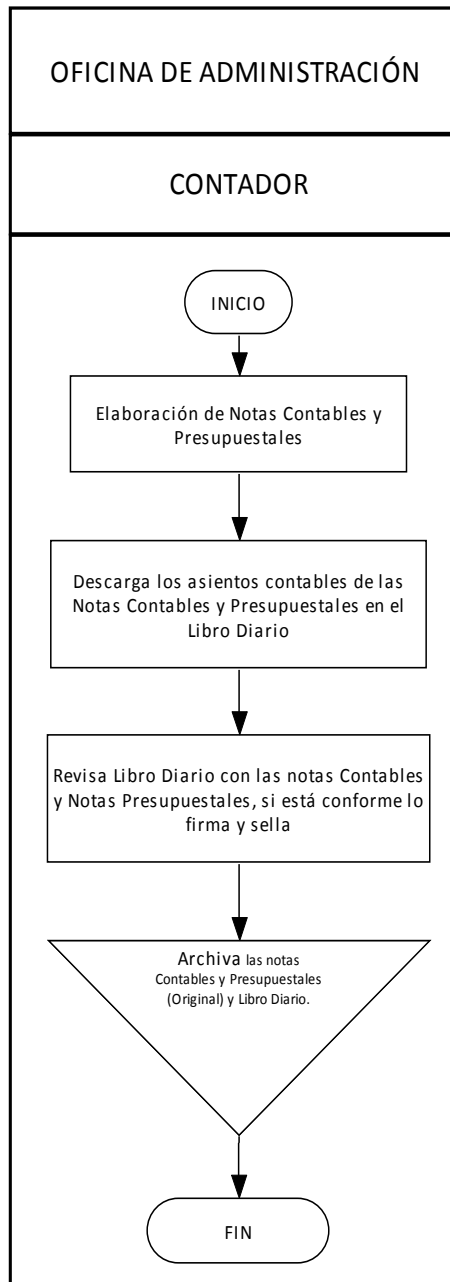 OFICINA DE ADMINISTRACIÓN
CONTADOR
INICIO
Elaboración de Notas Contables y
Presupuestales
Descarga los asientos contables de las
Notas Contables y Presupuestales en el
Libro Diario
Revisa Libro Diario con las notas Contables
y Notas Presupuestales, si está conforme lo
firma y sella
Archiva las notas
Contables y Presupuestales
(Original) y Libro Diario.
FIN